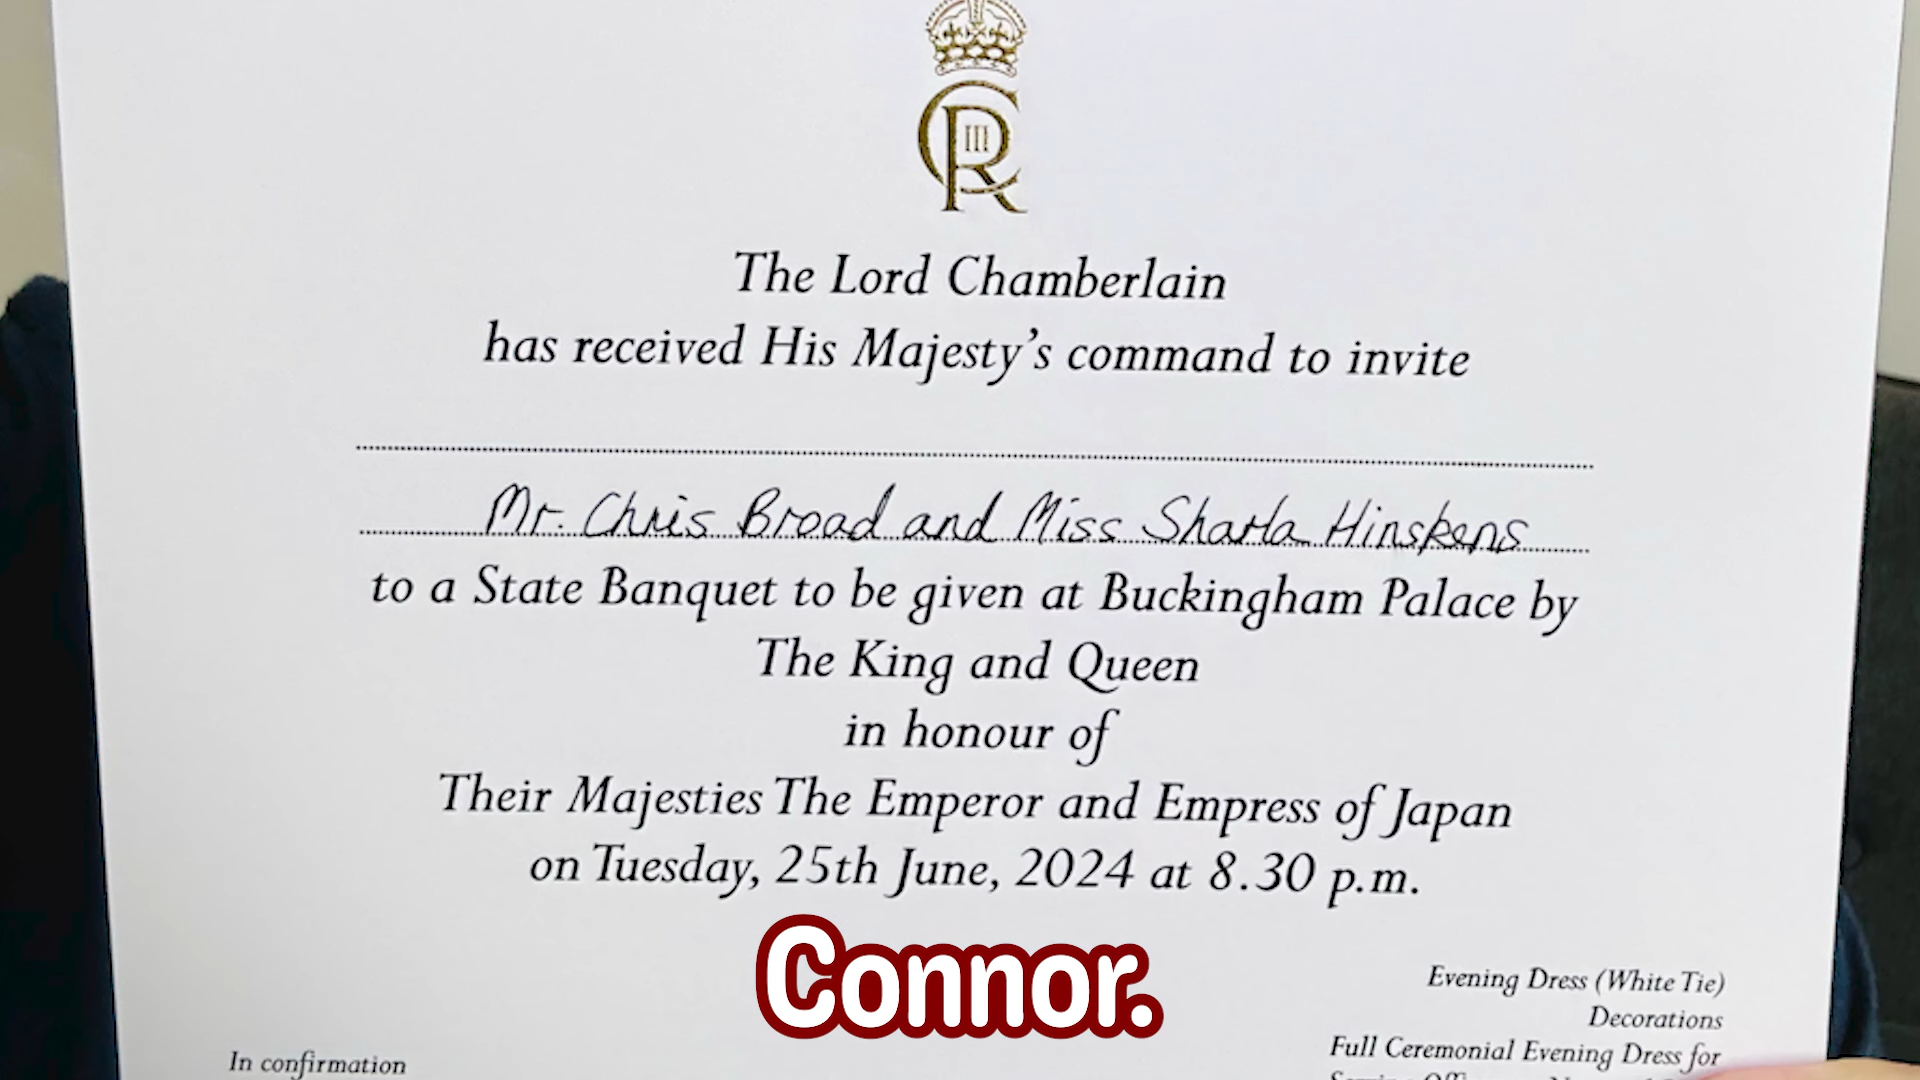 CR III
The Lord Chamberlain
has received His Majesty's command to invite
Mr. Chris Broad and Miss Sharla Hinskens
to a State Banquet to be given at Buckingham Palace by
The King and Queen
in honour of
Their Majesties The Emperor and Empress of Japan
on Tuesday, 25th June, 2024 at 8.30 p.m.
Connor.
Evening Dress (White Tie)
Decorations
Full Ceremonial Evening Dress for
In confirmation